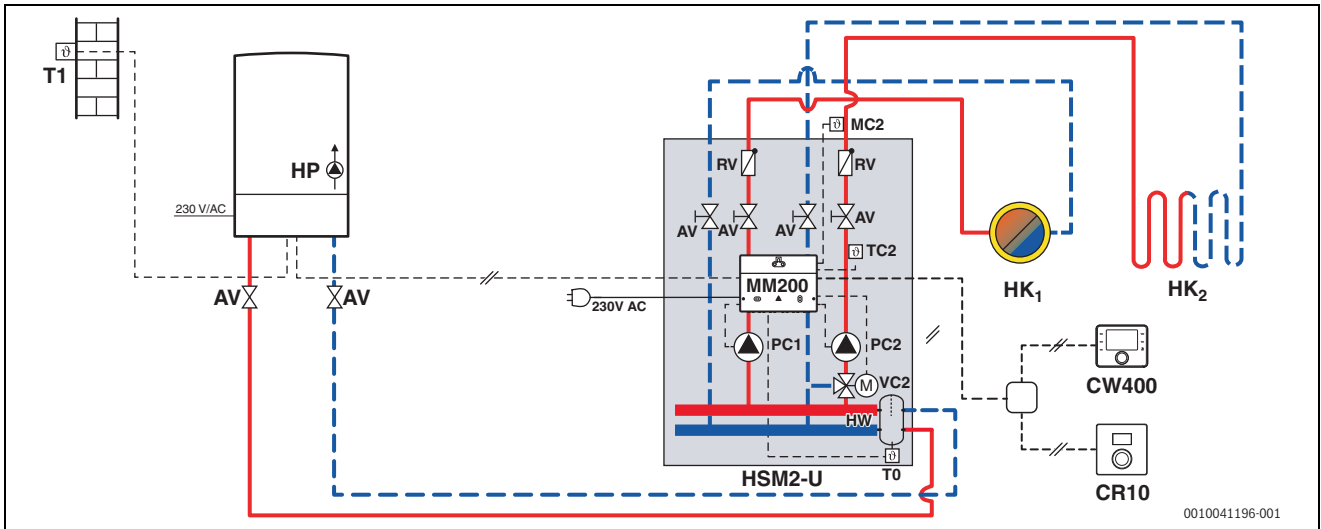 ϑ
T1
HP
230 V/AC
AV
AV
ϑ MC2
RV
RV
AV
AV
AV
AV
ϑ TC2
MM200
230V AC
PC1
PC2
M
VC2
HW
ϑ
T0
HSM2-U
HK₁
HK₂
CW400
CR10
0010041196-001